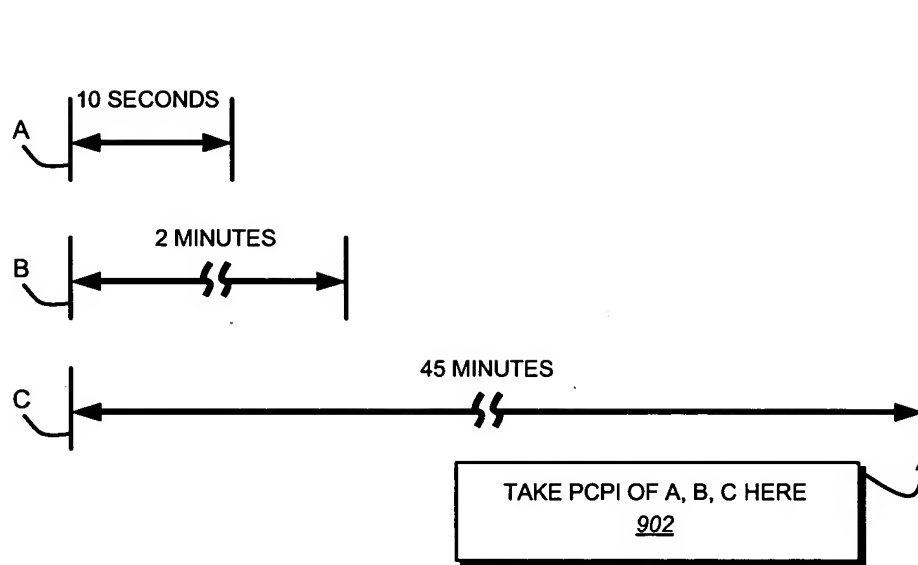 10 SECONDS
A
2 MINUTES
B
45 MINUTES
C
TAKE PCPI OF A, B, C HERE
902